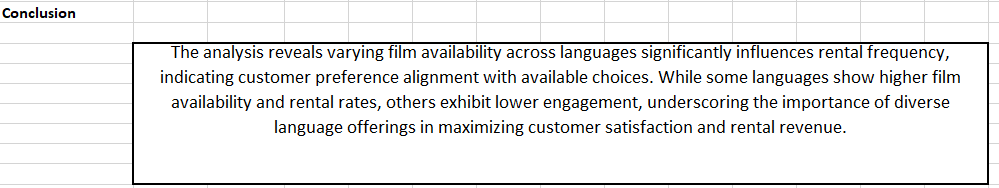 Conclusion
The analysis reveals varying film availability across languages significantly influences rental frequency,
indicating customer preference alignment with available choices. While some languages show higher film
availability and rental rates, others exhibit lower engagement, underscoring the importance of diverse
language offerings in maximizing customer satisfaction and rental revenue.